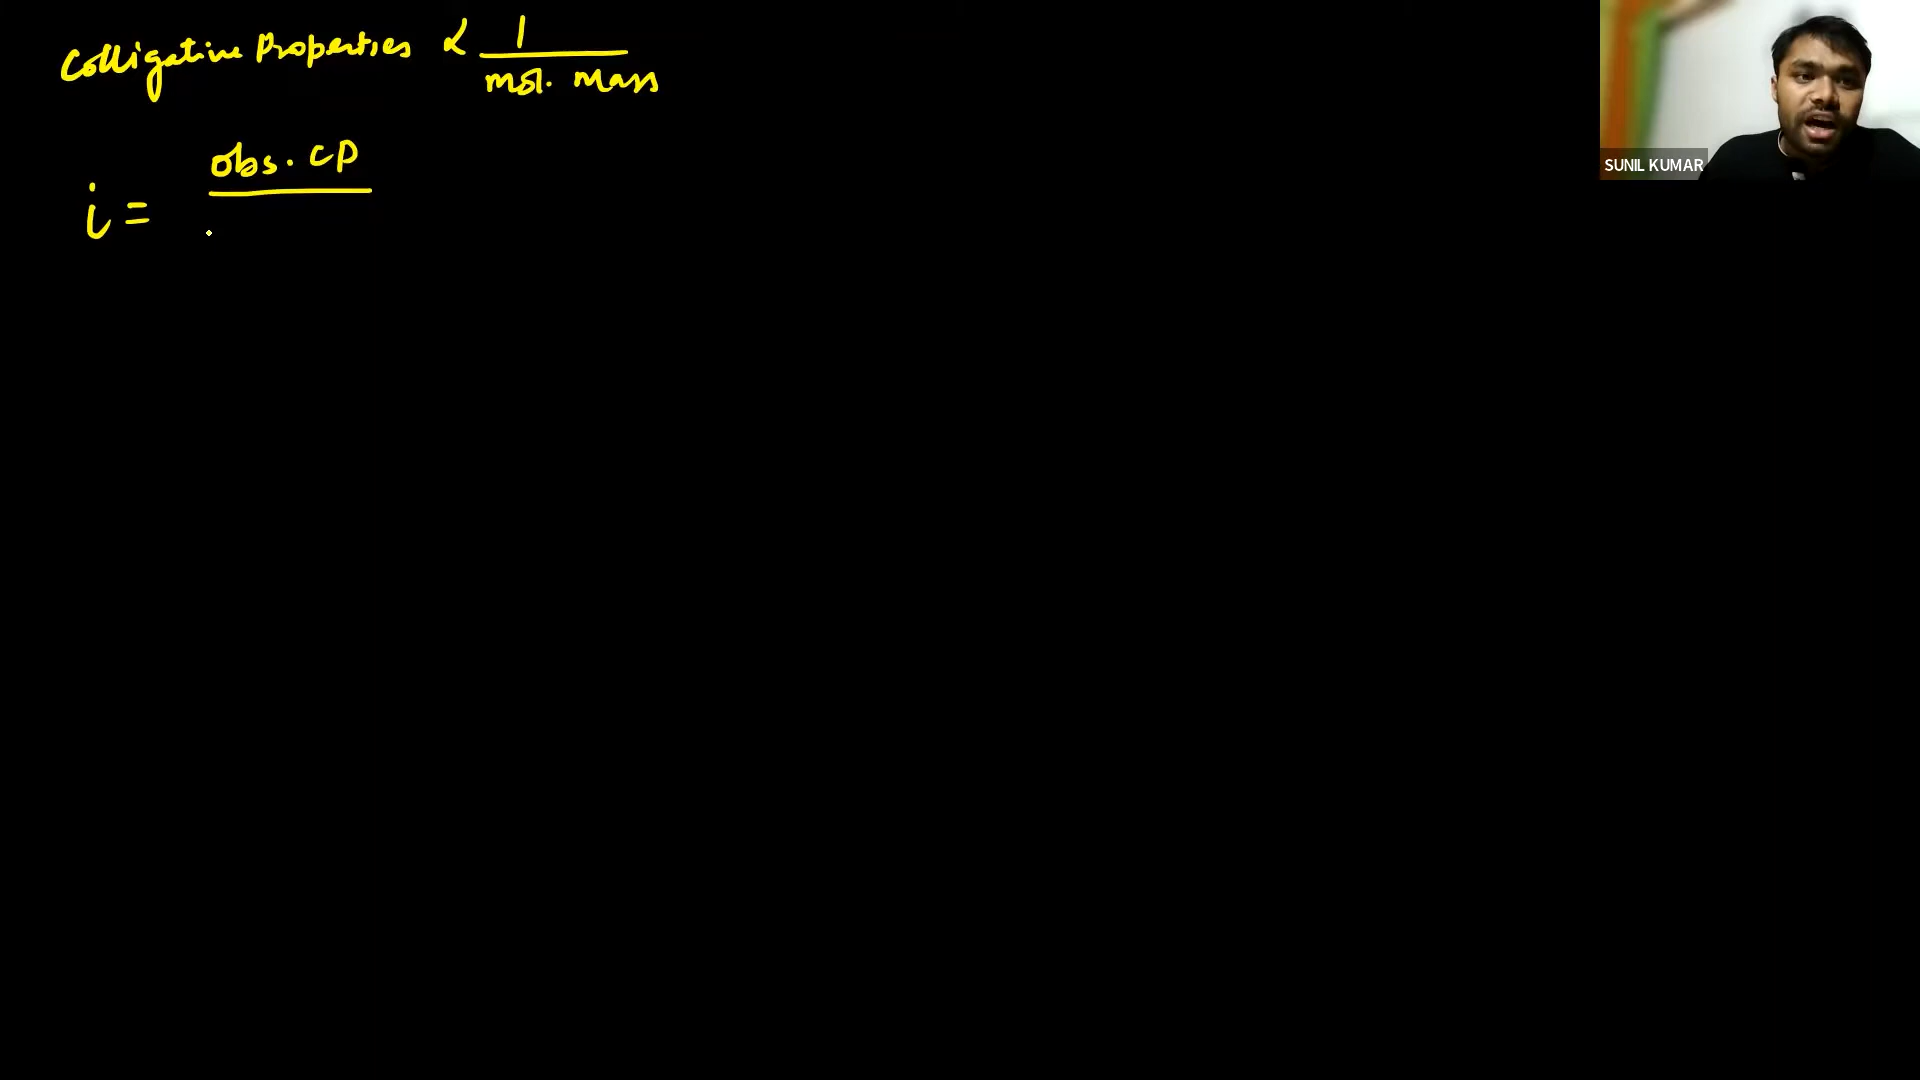 Colligative Properties ∝ 1
mol. mass
obs. CP
i =
SUNIL KUMAR